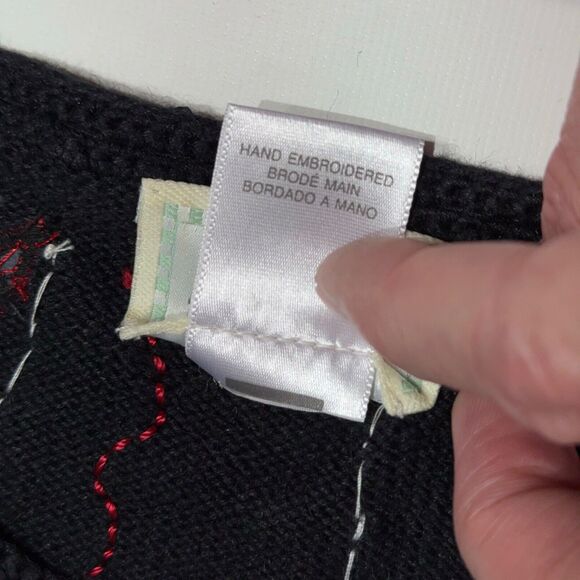 HAND EMBROIDERED
BRODÉ MAIN
BORDADO A MANO